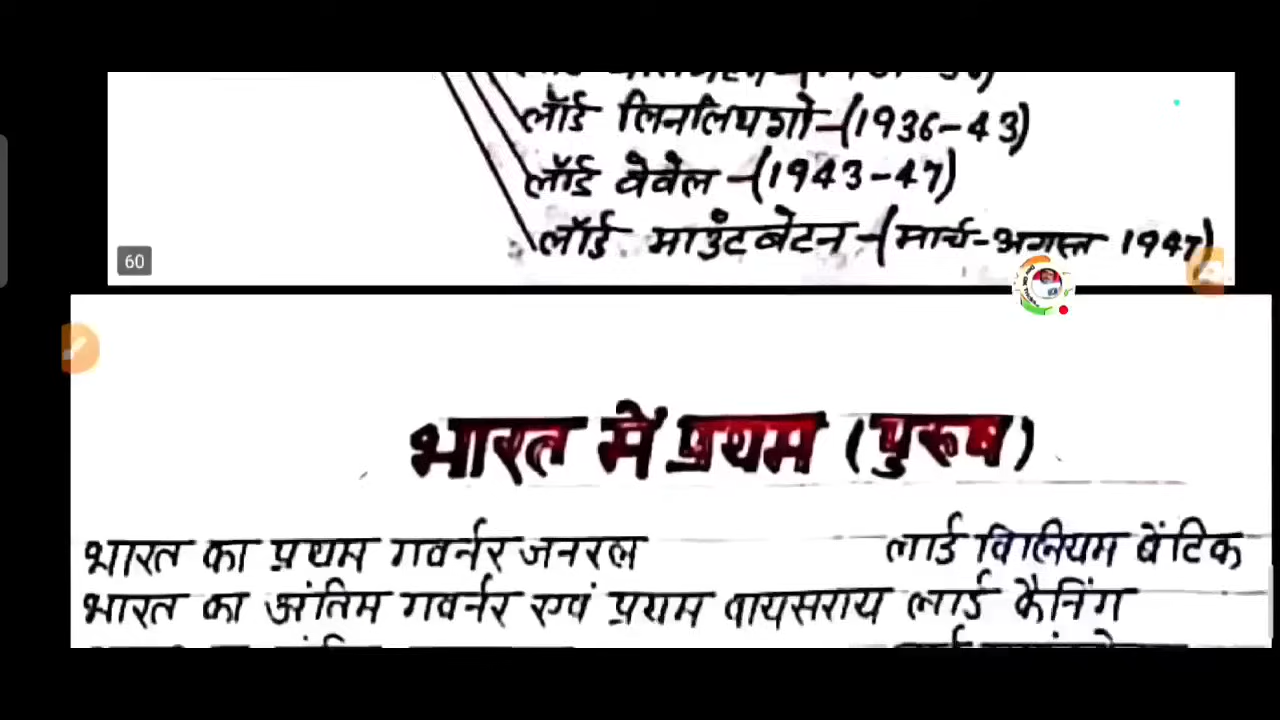 लॉर्ड लिनलिथगो-(1936-43)
लॉर्ड वेवेल-(1943-47)
लॉर्ड माउंटबेटन-(मार्च-अगस्त 1947)
60
भारत में प्रथम (पुरुष)
भारत का प्रथम गवर्नर जनरल लार्ड विलियम बेंटिक
भारत का अंतिम गवर्नर एवं प्रथम वायसराय लार्ड कैनिंग